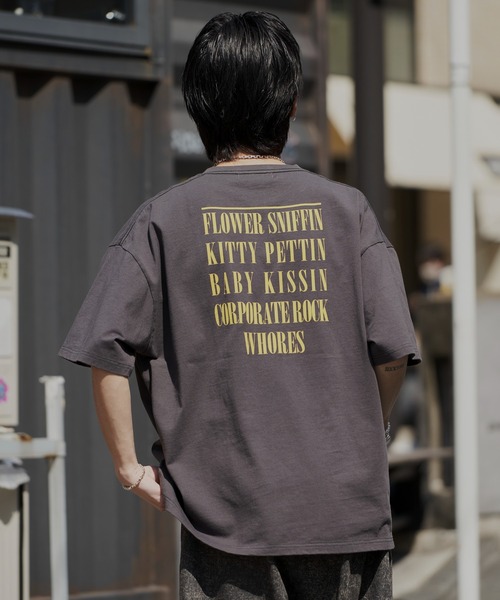 FLOWER SNIFFIN
KITTY PETTIN
BABY KISSIN
CORPORATE ROCK
WHORES